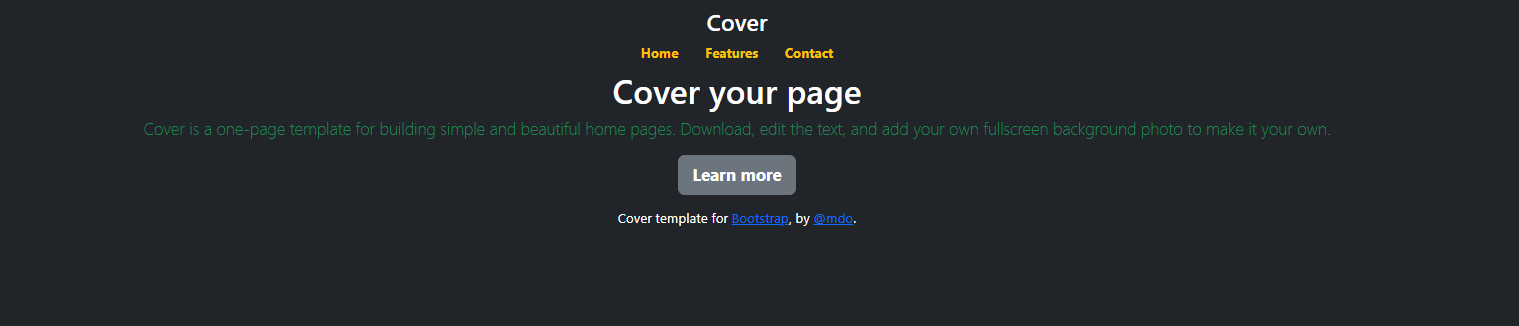 Cover
Home Features Contact
Cover your page
Cover is a one-page template for building simple and beautiful home pages. Download, edit the text, and add your own fullscreen background photo to make it your own.
Learn more
Cover template for Bootstrap, by @mdo.